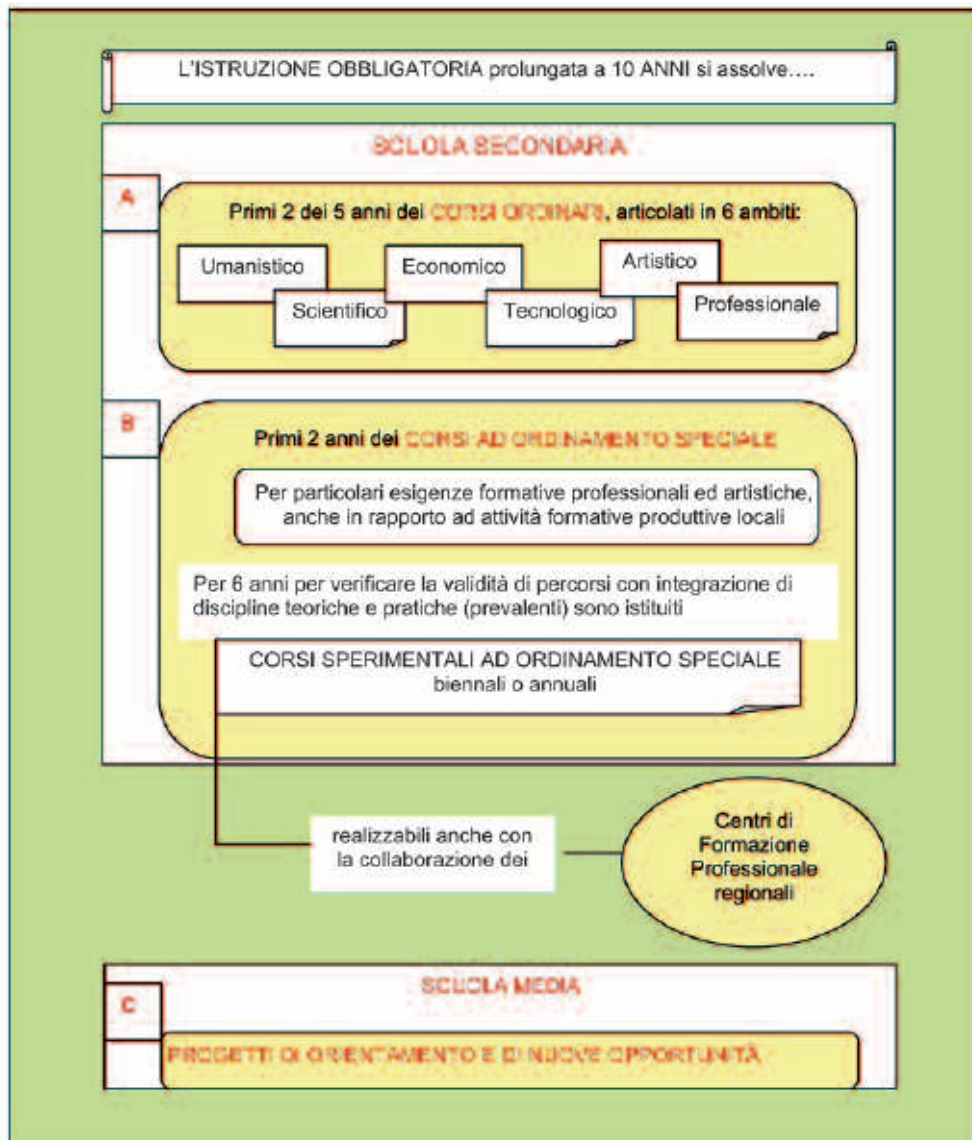 L'ISTRUZIONE OBBLIGATORIA prolungata a 10 ANNI si assolve….
SCUOLA SECONDARIA
A
Primi 2 dei 5 anni dei CORSI ORDINARI, articolati in 6 ambiti:
Umanistico
Economico
Artistico
Scientifico
Tecnologico
Professionale
B
Primi 2 anni dei CORSI AD ORDINAMENTO SPECIALE
Per particolari esigenze formative professionali ed artistiche,
anche in rapporto ad attività formative produttive locali
Per 6 anni per verificare la validità di percorsi con integrazione di
discipline teoriche e pratiche (prevalenti) sono istituiti
CORSI SPERIMENTALI AD ORDINAMENTO SPECIALE
biennali o annuali
realizzabili anche con
la collaborazione dei
Centri di
Formazione
Professionale
regionali
SCUOLA MEDIA
C
PROGETTI DI ORIENTAMENTO E DI NUOVE OPPORTUNITÀ